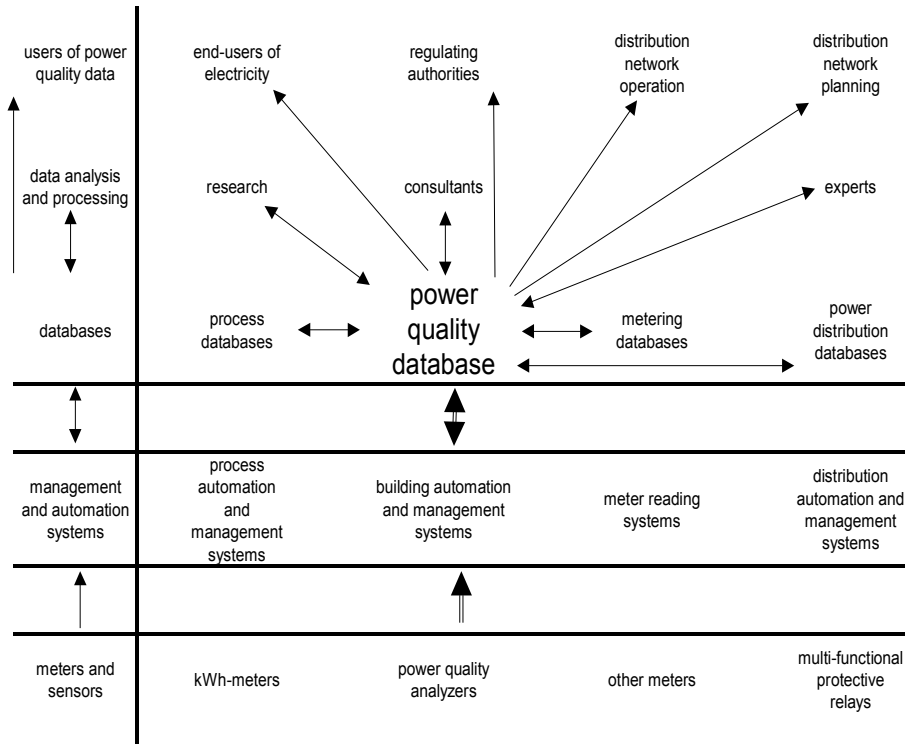 users of power
quality data
end-users of
electricity
regulating
authorities
distribution
network
operation
distribution
network
planning
data analysis
and processing
research
consultants
experts
databases
process
databases
power
quality
database
metering
databases
power
distribution
databases
management
and automation
systems
process
automation
and
management
systems
building automation
and management
systems
meter reading
systems
distribution
automation and
management
systems
meters and
sensors
kWh-meters
power quality
analyzers
other meters
multi-functional
protective
relays